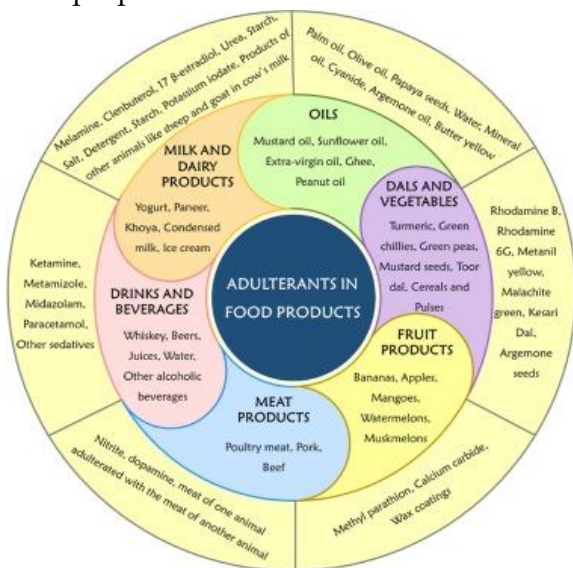 ADULTERANTS IN
FOOD PRODUCTS
OILS
Mustard oil, Sunflower oil,
Extra-virgin oil, Ghee,
Peanut oil
Palm oil, Olive oil, Papaya seeds, Water, Mineral
oil, Cyanide, Argemone oil, Butter yellow
DALS AND
VEGETABLES
Turmeric, Green
chillies, Green peas,
Mustard seeds, Toor
dal, Cereals and
Pulses
Rhodamine B,
Rhodamine
6G, Metanil
yellow,
Malachite
green, Kesari
Dal,
Argemone
seeds
FRUIT
PRODUCTS
Bananas, Apples,
Mangoes,
Watermelons,
Muskmelons
Methyl parathion, Calcium carbide,
Wax coatings
MEAT
PRODUCTS
Poultry meat, Pork,
Beef
Nitrite, dopamine, meat of one animal
adulterated with the meat of another animal
DRINKS AND
BEVERAGES
Whiskey, Beers,
Juices, Water,
Other alcoholic
beverages
Ketamine,
Metamizole,
Midazolam,
Paracetamol,
Other sedatives
MILK AND
DAIRY
PRODUCTS
Yogurt, Paneer,
Khoya, Condensed
milk, Ice cream
Melamine, Clenbuterol, 17 β-estradiol, Urea, Starch,
Salt, Detergent, Starch, Potassium iodate, Products of
other animals like sheep and goat in cow's milk